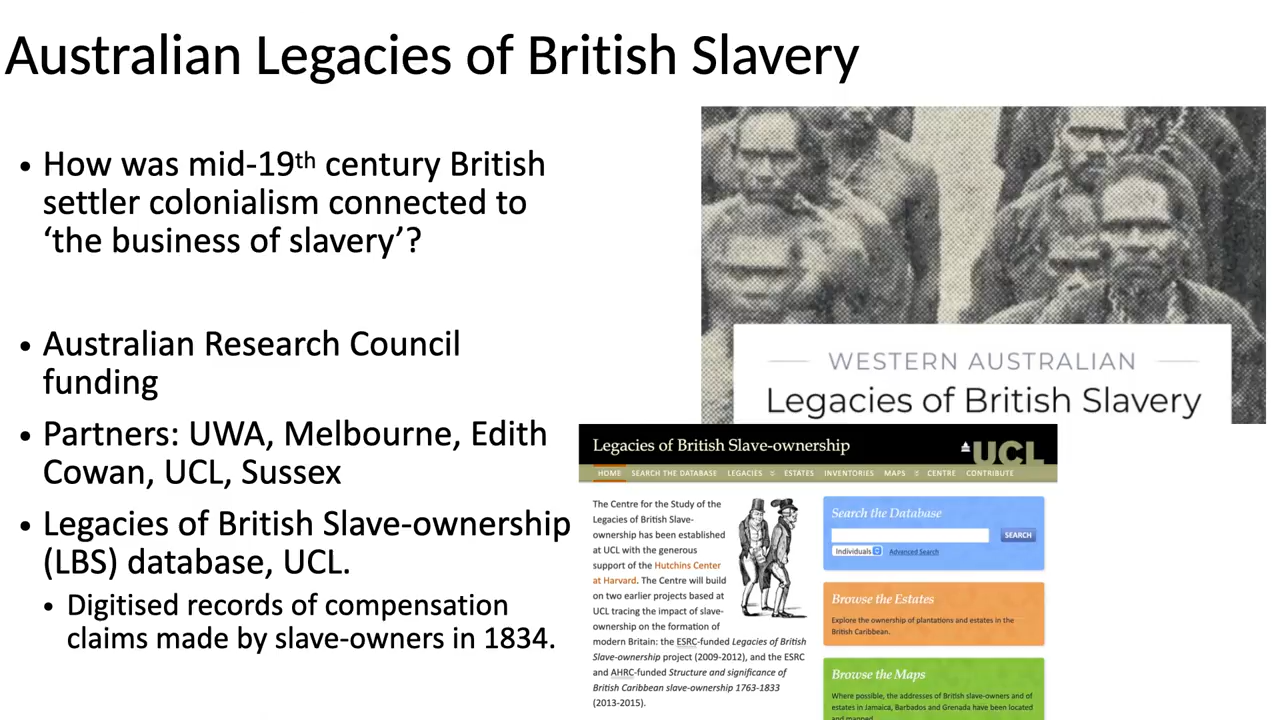 Australian Legacies of British Slavery
• How was mid-19th century British
settler colonialism connected to
‘the business of slavery’?
• Australian Research Council
funding
• Partners: UWA, Melbourne, Edith
Cowan, UCL, Sussex
• Legacies of British Slave-ownership
(LBS) database, UCL.
• Digitised records of compensation
claims made by slave-owners in 1834.
WESTERN AUSTRALIAN
Legacies of British Slavery
Legacies of British Slave-ownership
UCL
HOME SEARCH THE DATABASE LEGACIES ESTATES INVENTORIES MAPS CENTRE CONTRIBUTE
The Centre for the Study of the
Legacies of British Slave-
ownership has been established
at UCL with the generous
support of the Hutchins Center
at Harvard. The Centre will build
on two earlier projects based at
UCL tracing the impact of slave-
ownership on the formation of
modern Britain: the ESRC-funded Legacies of British
Slave-ownership project (2009-2012), and the ESRC
and AHRC-funded Structure and significance of
British Caribbean slave-ownership 1763-1833
(2013-2015).
Search the Database
SEARCH
Individuals Advanced Search
Browse the Estates
Explore the ownership of plantations and estates in the
British Caribbean.
Browse the Maps
Where possible, the addresses of British slave-owners and of
estates in Jamaica, Barbados and Grenada have been located
and mapped.